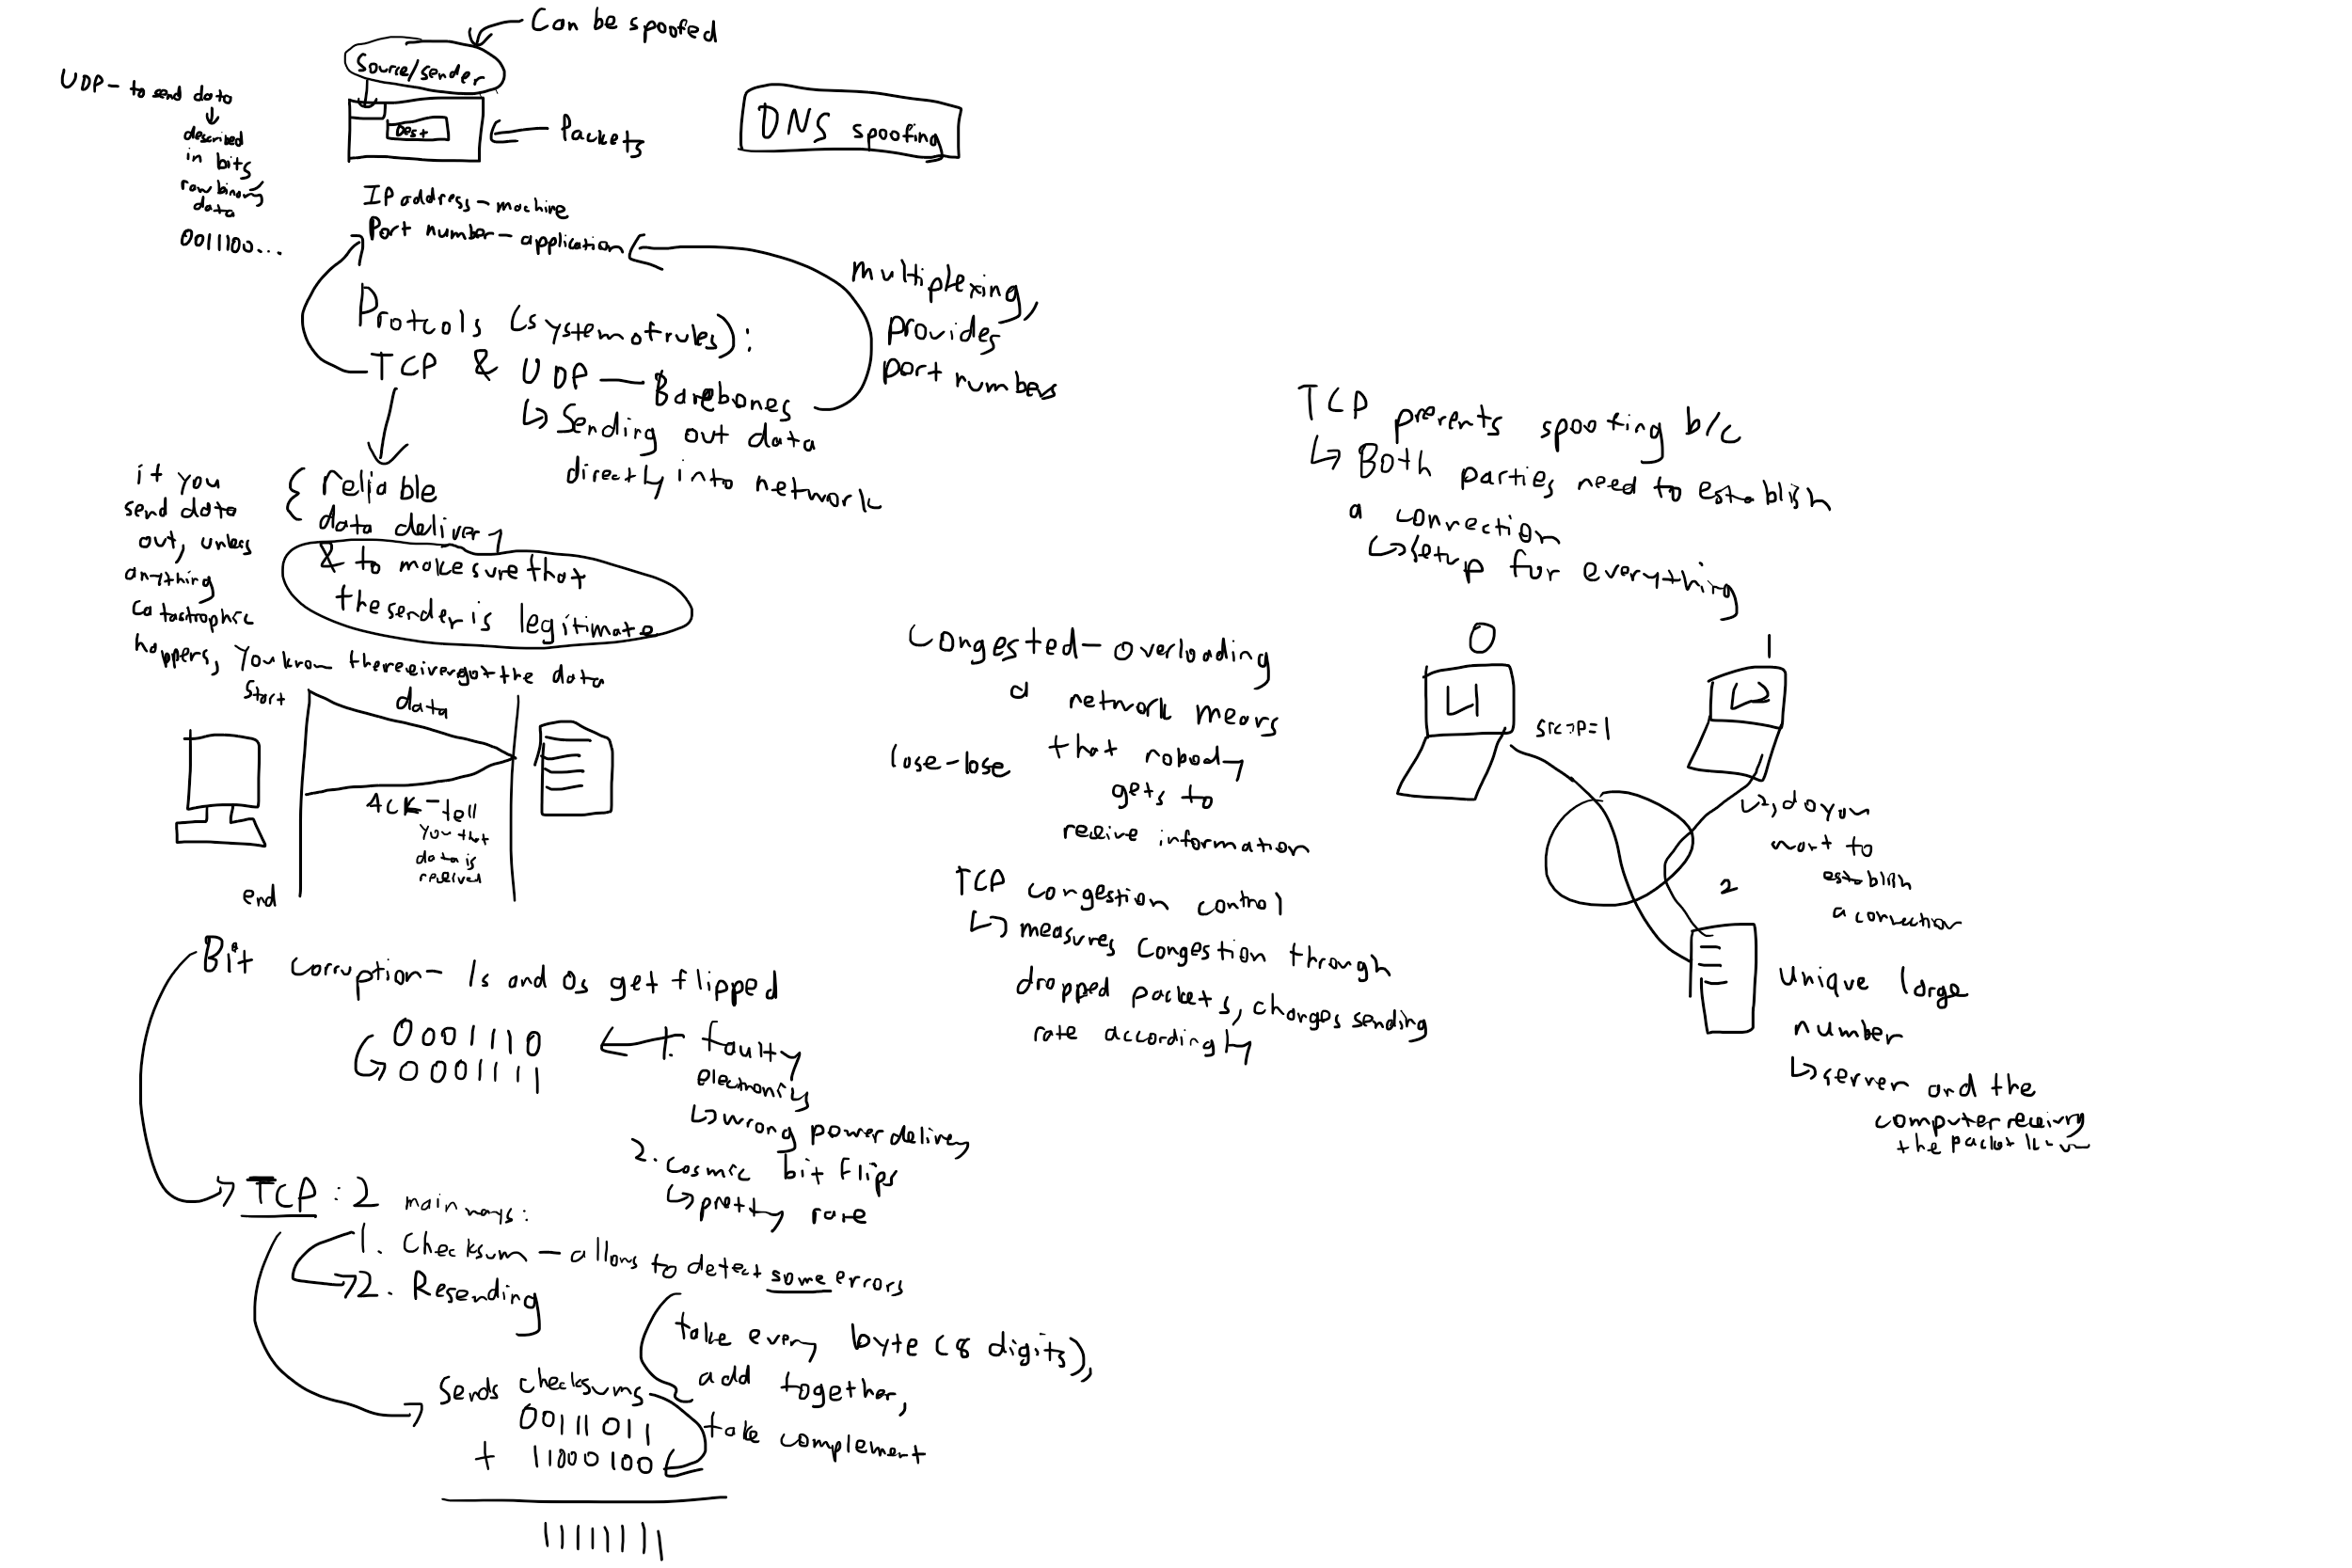 Can be spoofed
Source/sender
UDP - to send data
described
in bits,
raw binary
data
0011100...
Dest
Packets
DNS spoofing
IP address - machine
Port number - application
multiplexing,
provides
port numbers
Protcols (system of rules):
TCP & UDP — Barebones
↳ Sending out data
directly into network
reliable
data delivery
& to make sure that
the sender is legitimate
if you
send data
out, unless
anything
catastrophic
happens, you know the receiver got the data
Start
data
ACK - tell
you that
data is
received
end
Bit corruption - 1s and 0s get flipped
0001110
0001111
1. faulty
electronics
↳ wrong power delivery
2. cosmic bit flips
↳ pretty rare
TCP: 2 main ways:
1. Checksum - allows to detect some errors
2. Resending
take every byte (8 digits),
add together,
take complement
Sends checksums
00111011
+ 11000100
11111111
Congested - overloading
a network means
that nobody
gets to
receive information
lose-lose
TCP congestion control
↳ measures congestion through
dropped packets, changes sending
rate accordingly
TCP prevents spoofing b/c
↳ Both parties need to establish
a connection
↳ setup for everything
0
1
src IP=1
↳, do you
want to
establish
a connection
2
unique large
number
↳ server and the
computer receiving
the packet know